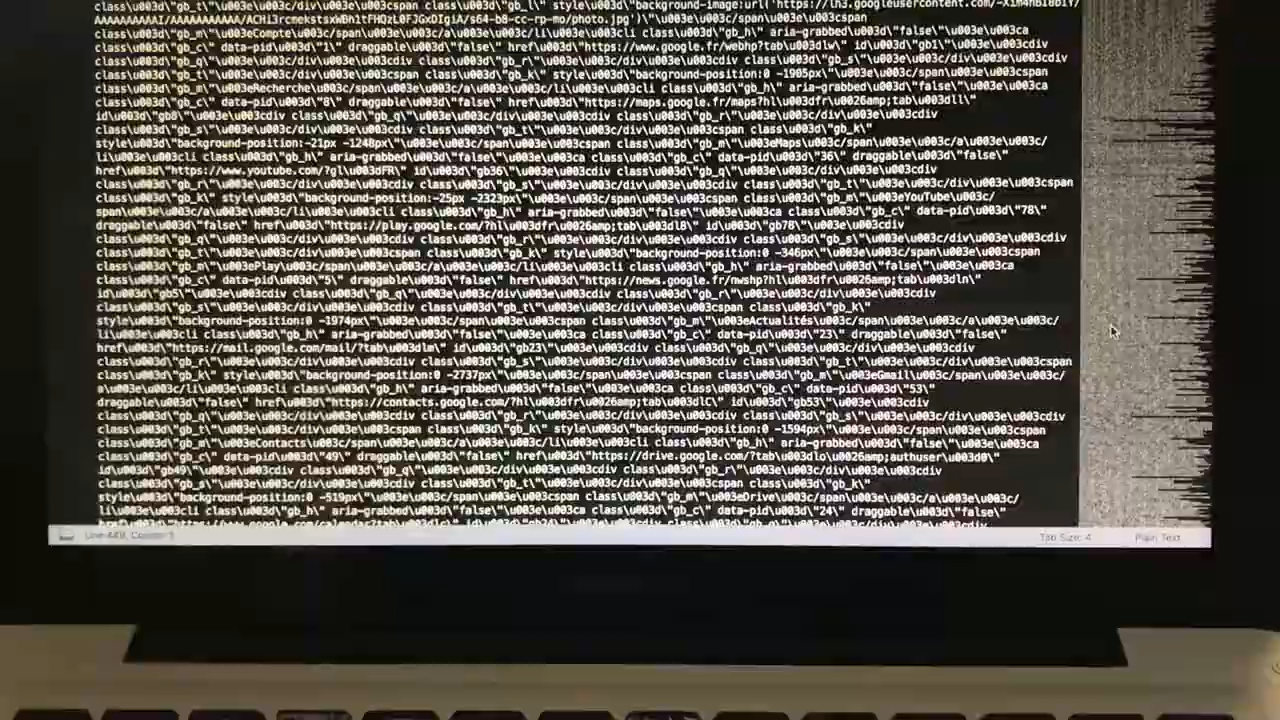 class\u003d\"gb_t\"\u003e\u003c/div\u003e\u003cspan class\u003d\"gb_l\" style\u003d\"background-image:url('https://lh3.googleusercontent.com/
AAAAAAAAAAI/AAAAAAAAAAA/ACHi3rcmekstsxWBh1tFHQzL0FJGxDIgiA/s64-b8-cc-rp-mo/photo.jpg')\"\u003e\u003c/span\u003e\u003cspan
class\u003d\"gb_m\"\u003eCompte\u003c/span\u003e\u003c/a\u003e\u003c/li\u003e\u003cli class\u003d\"gb_h\" aria-grabbed\u003d\"false\"\u003e\u003ca
class\u003d\"gb_c\" data-pid\u003d\"1\" draggable\u003d\"false\" href\u003d\"https://www.google.fr/webhp?tab\u003dlw\" id\u003d\"gb1\"\u003e\u003cdiv
class\u003d\"gb_q\"\u003e\u003c/div\u003e\u003cdiv class\u003d\"gb_r\"\u003e\u003c/div\u003e\u003cdiv class\u003d\"gb_s\"\u003e\u003c/div\u003e\u003cdiv
class\u003d\"gb_t\"\u003e\u003c/div\u003e\u003cspan class\u003d\"gb_k\" style\u003d\"background-position:0 -1905px\"\u003e\u003c/span\u003e\u003cspan
class\u003d\"gb_m\"\u003eRecherche\u003c/span\u003e\u003c/a\u003e\u003c/li\u003e\u003cli class\u003d\"gb_h\" aria-grabbed\u003d\"false\"\u003e\u003ca
class\u003d\"gb_c\" data-pid\u003d\"8\" draggable\u003d\"false\" href\u003d\"https://maps.google.fr/maps?hl\u003dfr\u0026amp;tab\u003dll\"
id\u003d\"gb8\"\u003e\u003cdiv class\u003d\"gb_q\"\u003e\u003c/div\u003e\u003cdiv class\u003d\"gb_r\"\u003e\u003c/div\u003e\u003cdiv
class\u003d\"gb_s\"\u003e\u003c/div\u003e\u003cdiv class\u003d\"gb_t\"\u003e\u003c/div\u003e\u003cspan class\u003d\"gb_k\"
style\u003d\"background-position:-21px -1248px\"\u003e\u003c/span\u003e\u003cspan class\u003d\"gb_m\"\u003eMaps\u003c/span\u003e\u003c/a\u003e\u003c/
li\u003e\u003cli class\u003d\"gb_h\" aria-grabbed\u003d\"false\"\u003e\u003ca class\u003d\"gb_c\" data-pid\u003d\"36\" draggable\u003d\"false\"
href\u003d\"https://www.youtube.com/?gl\u003dFR\" id\u003d\"gb36\"\u003e\u003cdiv class\u003d\"gb_q\"\u003e\u003c/div\u003e\u003cdiv
class\u003d\"gb_r\"\u003e\u003c/div\u003e\u003cdiv class\u003d\"gb_s\"\u003e\u003c/div\u003e\u003cdiv class\u003d\"gb_t\"\u003e\u003c/div\u003e\u003cspan
class\u003d\"gb_k\" style\u003d\"background-position:-25px -2323px\"\u003e\u003c/span\u003e\u003cspan class\u003d\"gb_m\"\u003eYouTube\u003c/
span\u003e\u003c/a\u003e\u003c/li\u003e\u003cli class\u003d\"gb_h\" aria-grabbed\u003d\"false\"\u003e\u003ca class\u003d\"gb_c\" data-pid\u003d\"78\"
draggable\u003d\"false\" href\u003d\"https://play.google.com/?hl\u003dfr\u0026amp;tab\u003dl8\" id\u003d\"gb78\"\u003e\u003cdiv
class\u003d\"gb_q\"\u003e\u003c/div\u003e\u003cdiv class\u003d\"gb_r\"\u003e\u003c/div\u003e\u003cdiv class\u003d\"gb_s\"\u003e\u003c/div\u003e\u003cdiv
class\u003d\"gb_t\"\u003e\u003c/div\u003e\u003cspan class\u003d\"gb_k\" style\u003d\"background-position:0 -346px\"\u003e\u003c/span\u003e\u003cspan
class\u003d\"gb_m\"\u003ePlay\u003c/span\u003e\u003c/a\u003e\u003c/li\u003e\u003cli class\u003d\"gb_h\" aria-grabbed\u003d\"false\"\u003e\u003ca
class\u003d\"gb_c\" data-pid\u003d\"5\" draggable\u003d\"false\" href\u003d\"https://news.google.fr/nwshp?hl\u003dfr\u0026amp;tab\u003dln\"
id\u003d\"gb5\"\u003e\u003cdiv class\u003d\"gb_q\"\u003e\u003c/div\u003e\u003cdiv class\u003d\"gb_r\"\u003e\u003c/div\u003e\u003cdiv
class\u003d\"gb_s\"\u003e\u003c/div\u003e\u003cdiv class\u003d\"gb_t\"\u003e\u003c/div\u003e\u003cspan class\u003d\"gb_k\"
style\u003d\"background-position:0 -1974px\"\u003e\u003c/span\u003e\u003cspan class\u003d\"gb_m\"\u003eActualités\u003c/span\u003e\u003c/a\u003e\u003c/
li\u003e\u003cli class\u003d\"gb_h\" aria-grabbed\u003d\"false\"\u003e\u003ca class\u003d\"gb_c\" data-pid\u003d\"23\" draggable\u003d\"false\"
href\u003d\"https://mail.google.com/mail/?tab\u003dlm\" id\u003d\"gb23\"\u003e\u003cdiv class\u003d\"gb_q\"\u003e\u003c/div\u003e\u003cdiv
class\u003d\"gb_r\"\u003e\u003c/div\u003e\u003cdiv class\u003d\"gb_s\"\u003e\u003c/div\u003e\u003cdiv class\u003d\"gb_t\"\u003e\u003c/div\u003e\u003cspan
class\u003d\"gb_k\" style\u003d\"background-position:0 -2737px\"\u003e\u003c/span\u003e\u003cspan class\u003d\"gb_m\"\u003eGmail\u003c/span\u003e\u003c/
a\u003e\u003c/li\u003e\u003cli class\u003d\"gb_h\" aria-grabbed\u003d\"false\"\u003e\u003ca class\u003d\"gb_c\" data-pid\u003d\"53\"
draggable\u003d\"false\" href\u003d\"https://contacts.google.com/?hl\u003dfr\u0026amp;tab\u003dlC\" id\u003d\"gb53\"\u003e\u003cdiv
class\u003d\"gb_q\"\u003e\u003c/div\u003e\u003cdiv class\u003d\"gb_r\"\u003e\u003c/div\u003e\u003cdiv class\u003d\"gb_s\"\u003e\u003c/div\u003e\u003cdiv
class\u003d\"gb_t\"\u003e\u003c/div\u003e\u003cspan class\u003d\"gb_k\" style\u003d\"background-position:0 -1594px\"\u003e\u003c/span\u003e\u003cspan
class\u003d\"gb_m\"\u003eContacts\u003c/span\u003e\u003c/a\u003e\u003c/li\u003e\u003cli class\u003d\"gb_h\" aria-grabbed\u003d\"false\"\u003e\u003ca
class\u003d\"gb_c\" data-pid\u003d\"49\" draggable\u003d\"false\" href\u003d\"https://drive.google.com/?tab\u003dlo\u0026amp;authuser\u003d0\"
id\u003d\"gb49\"\u003e\u003cdiv class\u003d\"gb_q\"\u003e\u003c/div\u003e\u003cdiv class\u003d\"gb_r\"\u003e\u003c/div\u003e\u003cdiv
class\u003d\"gb_s\"\u003e\u003c/div\u003e\u003cdiv class\u003d\"gb_t\"\u003e\u003c/div\u003e\u003cspan class\u003d\"gb_k\"
style\u003d\"background-position:0 -519px\"\u003e\u003c/span\u003e\u003cspan class\u003d\"gb_m\"\u003eDrive\u003c/span\u003e\u003c/a\u003e\u003c/
li\u003e\u003cli class\u003d\"gb_h\" aria-grabbed\u003d\"false\"\u003e\u003ca class\u003d\"gb_c\" data-pid\u003d\"24\" draggable\u003d\"false\"
href\u003d\"https://www.google.com/calendar?tab\u003dlc\" id\u003d\"gb24\"\u003e\u003cdiv class\u003d\"gb_q\"\u003e\u003c/div\u003e\u003cdiv
Line 449, Column 1
Tab Size: 4
Plain Text